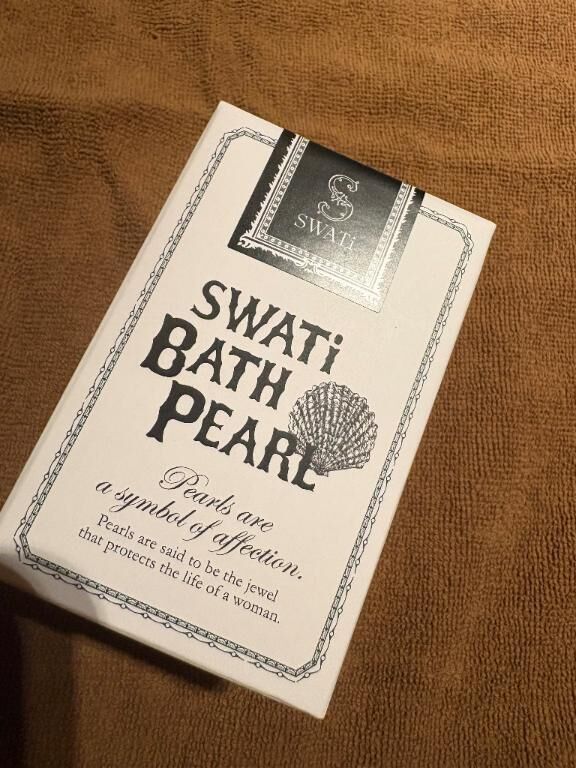 S
SWATi
SWATi
BATH
PEARL
Pearls are
a symbol of affection.
Pearls are said to be the jewel
that protects the life of a woman.